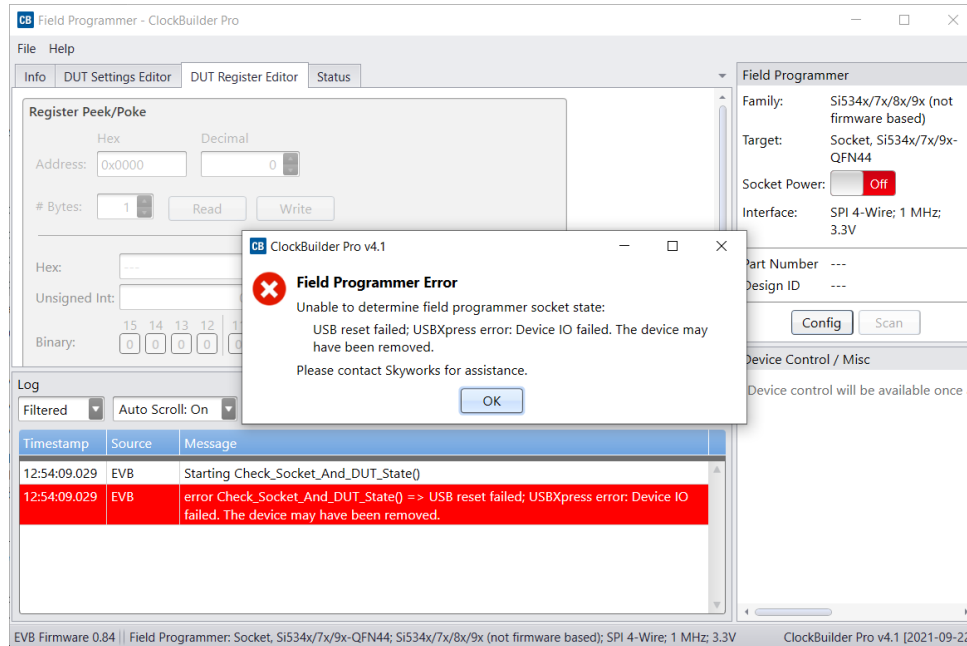 CB Field Programmer - ClockBuilder Pro
File Help
Info DUT Settings Editor DUT Register Editor Status
Register Peek/Poke
Hex Decimal
Address: 0x0000 0
# Bytes: 1 Read Write
Hex: ---
Unsigned Int:
15 14 13 12
Binary: 0 0 0 0
CB ClockBuilder Pro v4.1
Field Programmer Error
Unable to determine field programmer socket state:
USB reset failed; USBXpress error: Device IO failed. The device may
have been removed.
Please contact Skyworks for assistance.
OK
Field Programmer
Family: Si534x/7x/8x/9x (not
firmware based)
Target: Socket, Si534x/7x/9x-
QFN44
Socket Power: Off
Interface: SPI 4-Wire; 1 MHz;
3.3V
Part Number ---
Design ID ---
Config Scan
Device Control / Misc
Device control will be available once
Log
Filtered Auto Scroll: On
Timestamp Source Message
12:54:09.029 EVB Starting Check_Socket_And_DUT_State()
12:54:09.029 EVB error Check_Socket_And_DUT_State() => USB reset failed; USBXpress error: Device IO
failed. The device may have been removed.
EVB Firmware 0.84 Field Programmer: Socket, Si534x/7x/9x-QFN44; Si534x/7x/8x/9x (not firmware based); SPI 4-Wire; 1 MHz; 3.3V ClockBuilder Pro v4.1 [2021-09-22